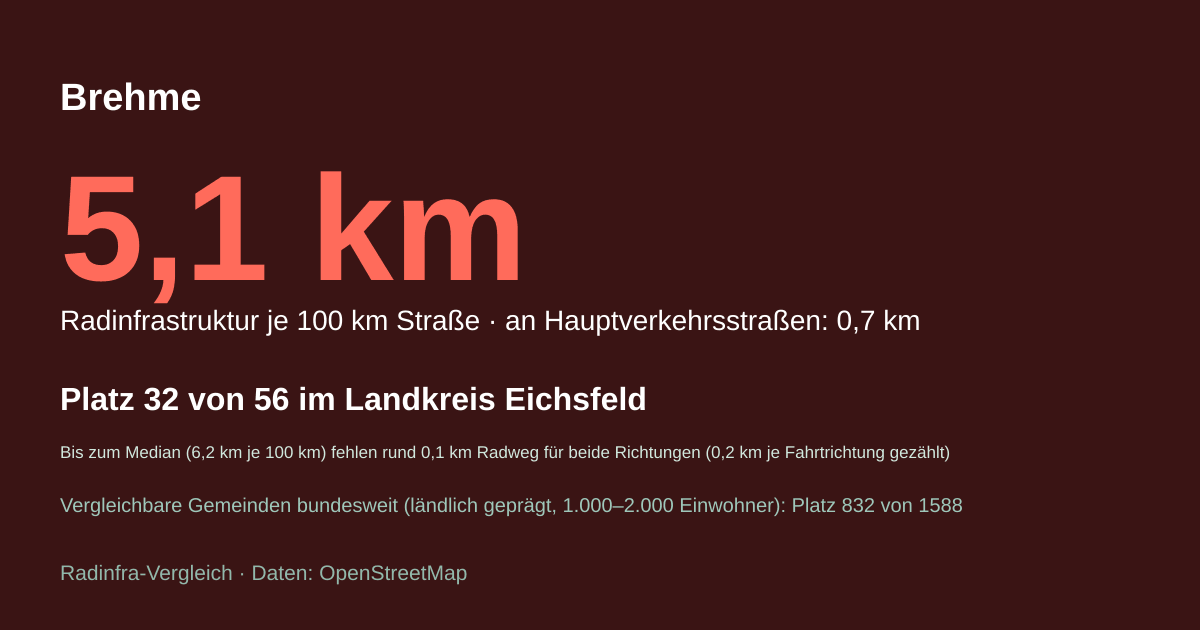 Brehme
5,1 km
Radinfrastruktur je 100 km Straße · an Hauptverkehrsstraßen: 0,7 km
Platz 32 von 56 im Landkreis Eichsfeld
Bis zum Median (6,2 km je 100 km) fehlen rund 0,1 km Radweg für beide Richtungen (0,2 km je Fahrtrichtung gezählt)
Vergleichbare Gemeinden bundesweit (ländlich geprägt, 1.000–2.000 Einwohner): Platz 832 von 1588
Radinfra-Vergleich · Daten: OpenStreetMap